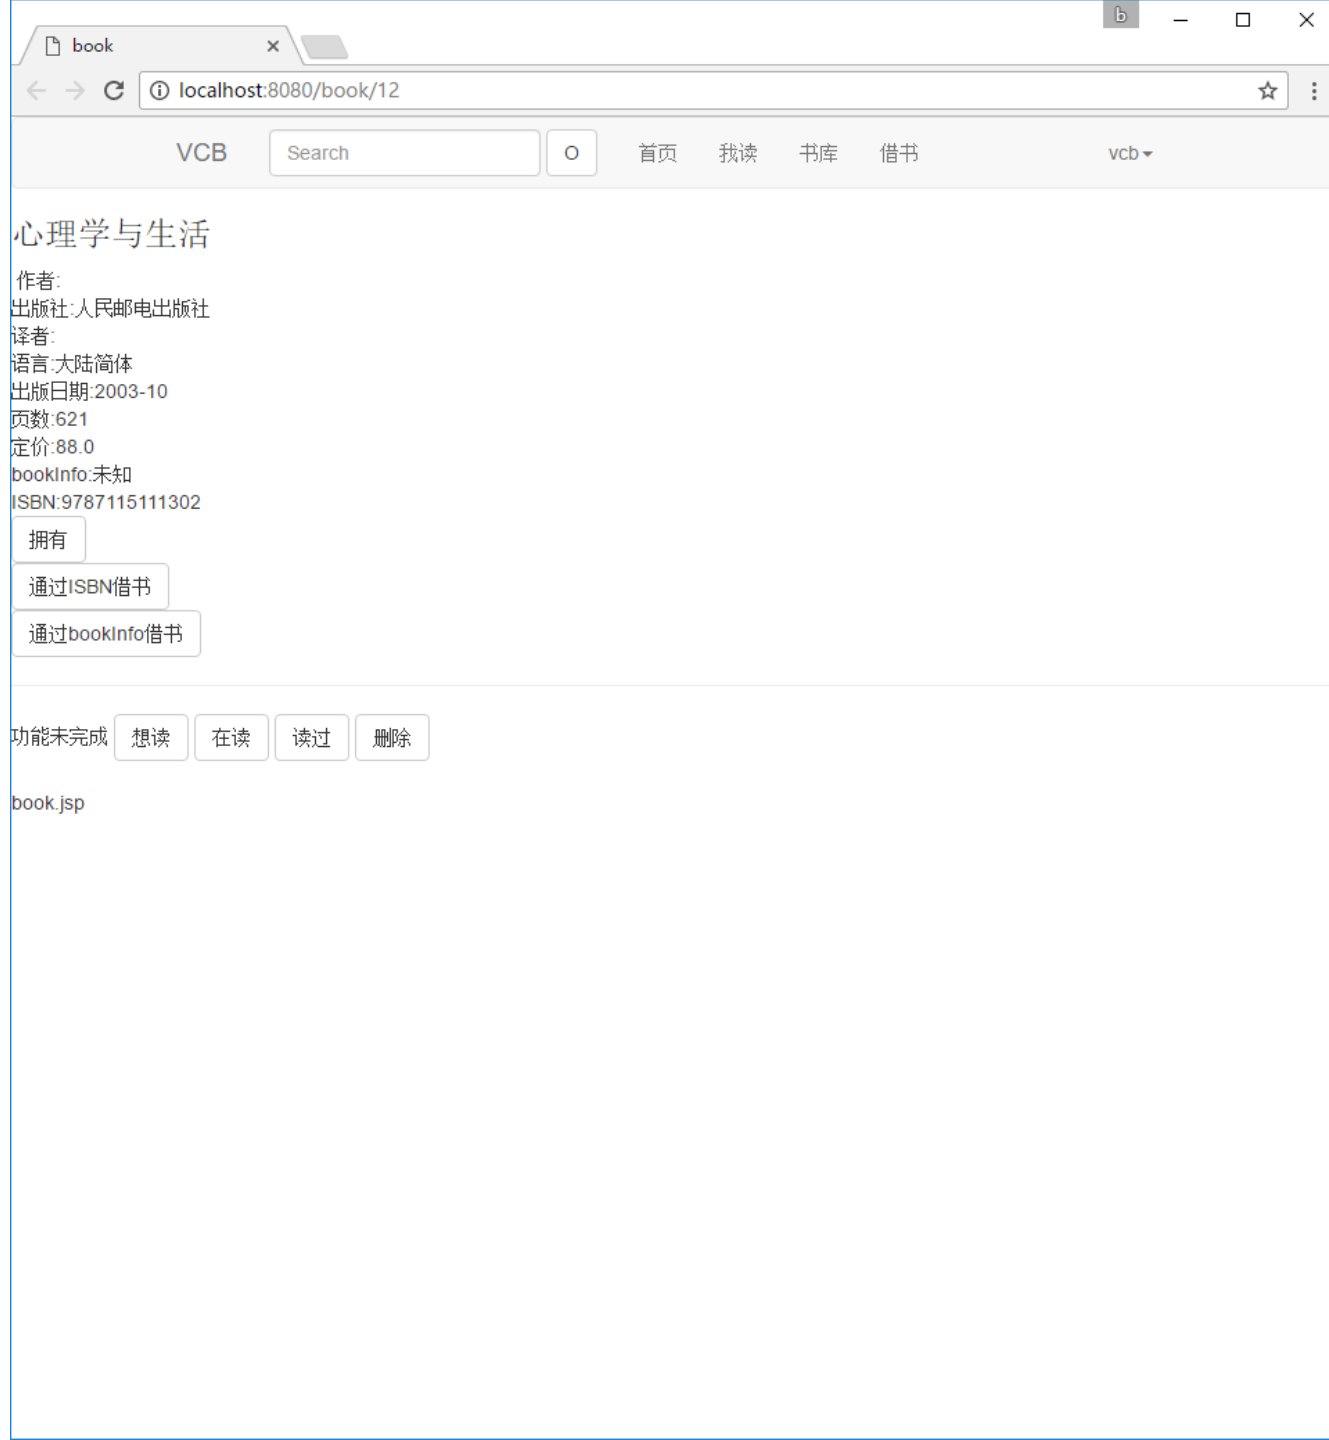 b
book
localhost:8080/book/12
VCB Search O 首页 我读 书库 借书 vcb
心理学与生活
作者:
出版社:人民邮电出版社
译者:
语言:大陆简体
出版日期:2003-10
页数:621
定价:88.0
bookInfo:未知
ISBN:9787115111302
拥有
通过ISBN借书
通过bookInfo借书
功能未完成 想读 在读 读过 删除
book.jsp